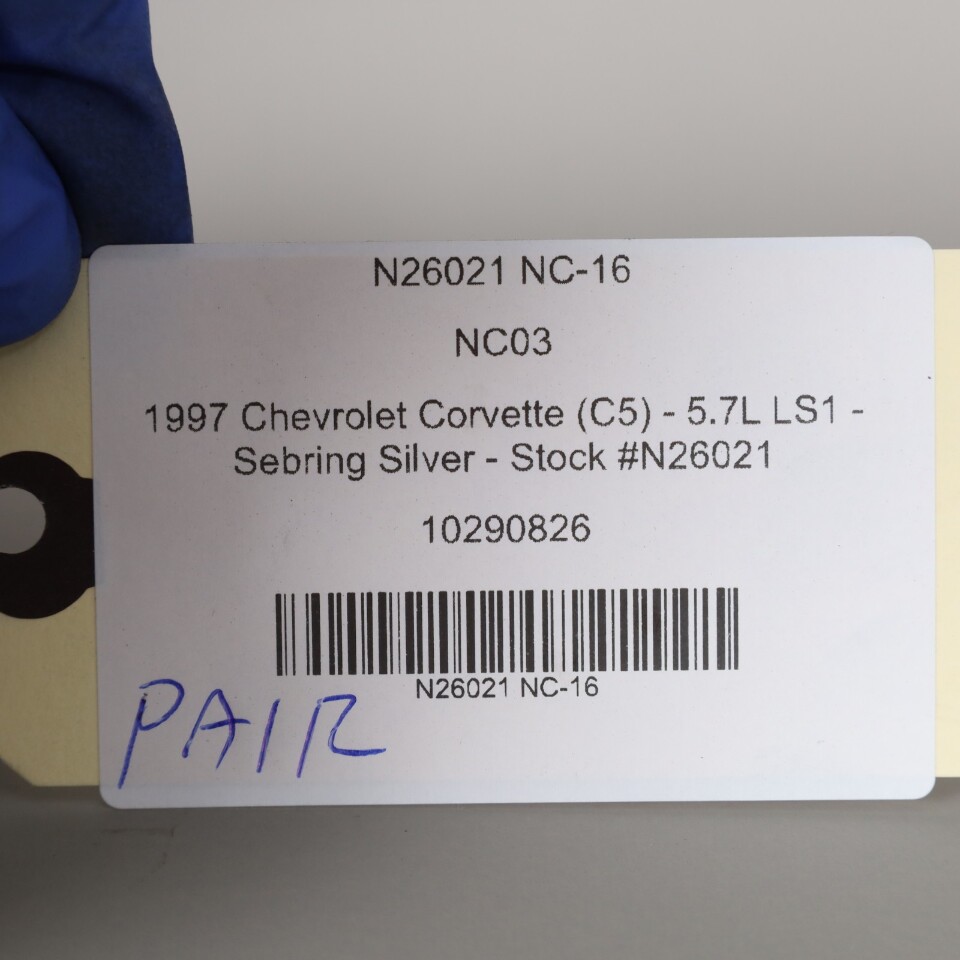 N26021 NC-16
NC03
1997 Chevrolet Corvette (C5) - 5.7L LS1 -
Sebring Silver - Stock #N26021
10290826
N26021 NC-16
PAIR